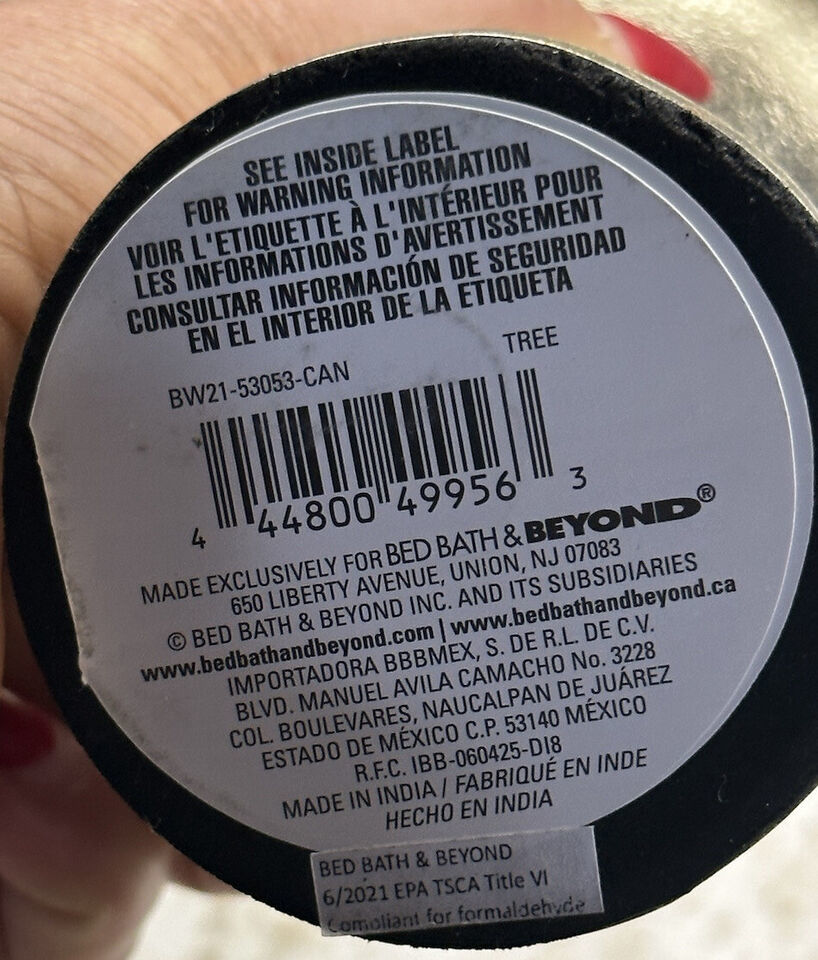 SEE INSIDE LABEL
FOR WARNING INFORMATION
VOIR L'ETIQUETTE À L'INTÉRIEUR POUR
LES INFORMATIONS D'AVERTISSEMENT
CONSULTAR INFORMACIÓN DE SEGURIDAD
EN EL INTERIOR DE LA ETIQUETA
TREE
BW21-53053-CAN
4 44800 49956 3
MADE EXCLUSIVELY FOR BED BATH & BEYOND®
650 LIBERTY AVENUE, UNION, NJ 07083
© BED BATH & BEYOND INC. AND ITS SUBSIDIARIES
www.bedbathandbeyond.com | www.bedbathandbeyond.ca
IMPORTADORA BBBMEX, S. DE R.L. DE C.V.
BLVD. MANUEL AVILA CAMACHO No. 3228
COL. BOULEVARES, NAUCALPAN DE JUÁREZ
ESTADO DE MÉXICO C.P. 53140 MÉXICO
R.F.C. IBB-060425-DI8
MADE IN INDIA / FABRIQUÉ EN INDE
HECHO EN INDIA
BED BATH & BEYOND
6/2021 EPA TSCA Title VI
Compliant for formaldehyde